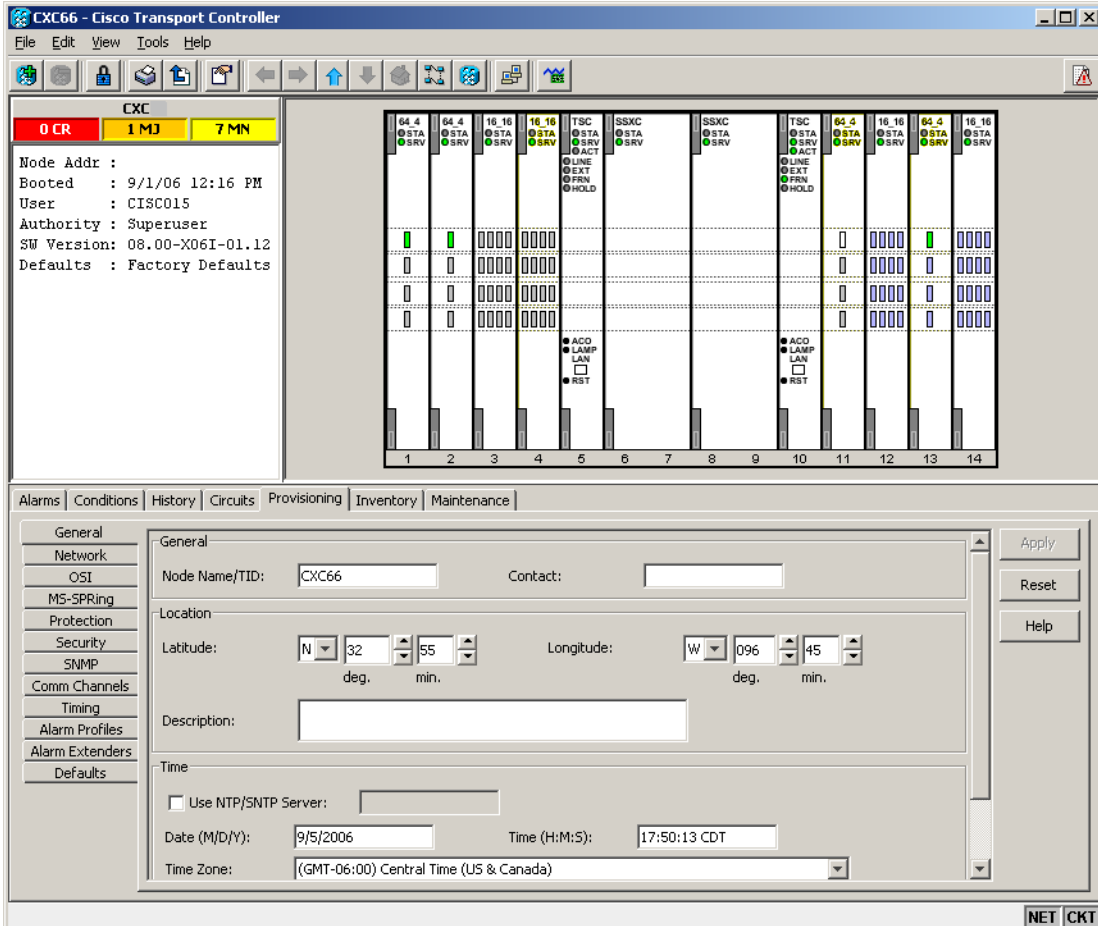 CXC66 - Cisco Transport Controller
File Edit View Tools Help
CXC
0 CR 1 MJ 7 MN
Node Addr :
Booted : 9/1/06 12:16 PM
User : CISCO15
Authority : Superuser
SW Version: 08.00-X06I-01.12
Defaults : Factory Defaults
64_4 64_4 16_16 16_16 TSC SSXC SSXC TSC 64_4 16_16 64_4 16_16
STA STA STA STA STA STA STA STA STA STA STA STA
SRV SRV SRV SRV SRV SRV SRV SRV SRV SRV SRV SRV
ACT ACT
LINE LINE
EXT EXT
FRN FRN
HOLD HOLD
ACO ACO
LAMP LAMP
LAN LAN
RST RST
1 2 3 4 5 6 7 8 9 10 11 12 13 14
Alarms Conditions History Circuits Provisioning Inventory Maintenance
General
Network
OSI
MS-SPRing
Protection
Security
SNMP
Comm Channels
Timing
Alarm Profiles
Alarm Extenders
Defaults
General
Node Name/TID: CXC66 Contact:
Location
Latitude: N 32 55 Longitude: W 096 45
deg. min. deg. min.
Description:
Time
Use NTP/SNTP Server:
Date (M/D/Y): 9/5/2006 Time (H:M:S): 17:50:13 CDT
Time Zone: (GMT-06:00) Central Time (US & Canada)
Apply
Reset
Help
NET CKT